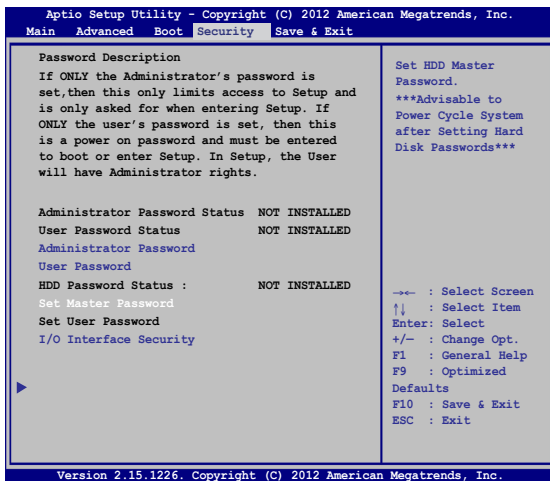 Aptio Setup Utility - Copyright (C) 2012 American Megatrends, Inc.
Main Advanced Boot Security Save & Exit
Password Description
If ONLY the Administrator's password is
set,then this only limits access to Setup and
is only asked for when entering Setup. If
ONLY the user's password is set, then this
is a power on password and must be entered
to boot or enter Setup. In Setup, the User
will have Administrator rights.
Administrator Password Status NOT INSTALLED
User Password Status NOT INSTALLED
Administrator Password
User Password
HDD Password Status : NOT INSTALLED
Set Master Password
Set User Password
I/O Interface Security
Set HDD Master
Password.
***Advisable to
Power Cycle System
after Setting Hard
Disk Passwords***
→← : Select Screen
↑↓ : Select Item
Enter: Select
+/— : Change Opt.
F1 : General Help
F9 : Optimized
Defaults
F10 : Save & Exit
ESC : Exit
Version 2.15.1226. Copyright (C) 2012 American Megatrends, Inc.